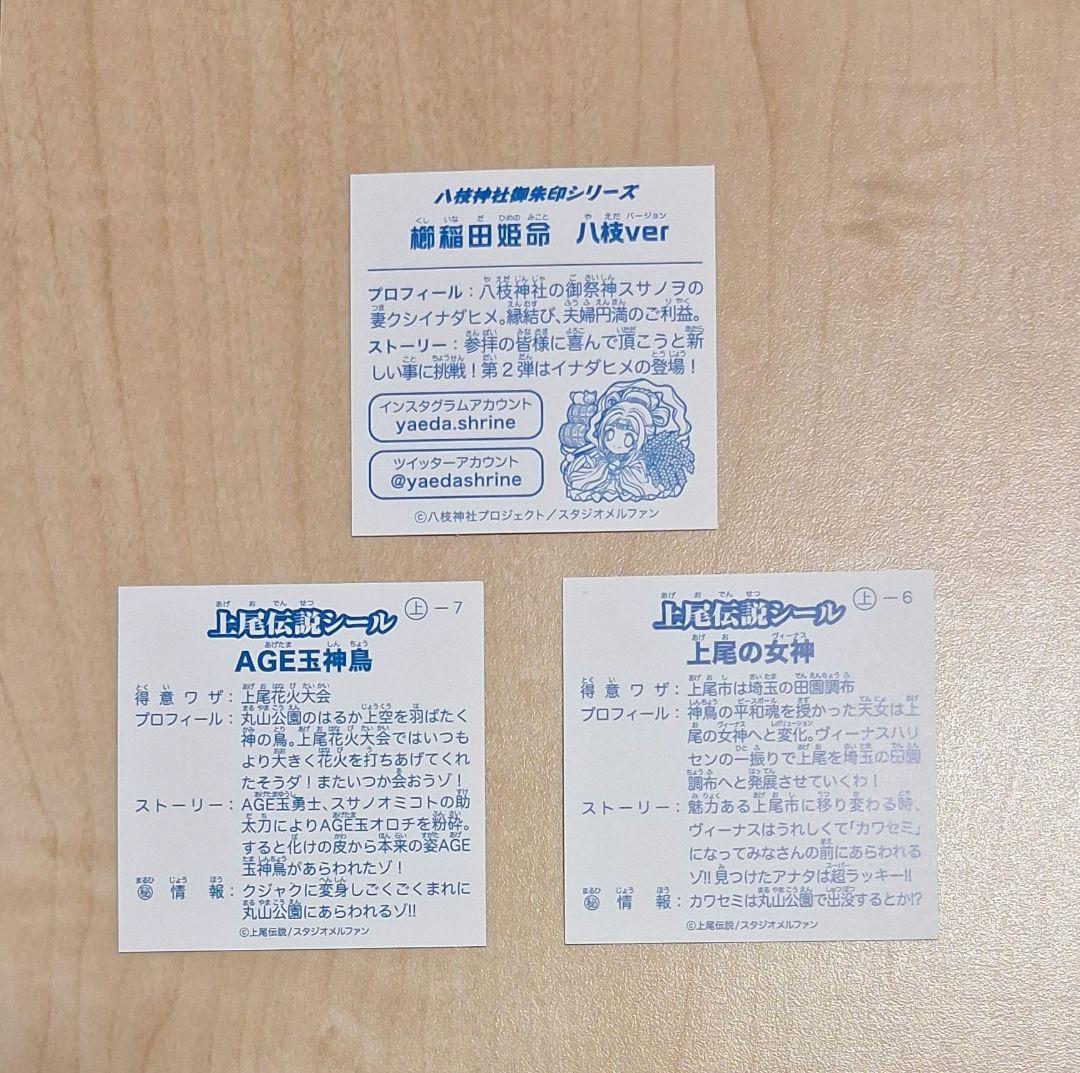 八枝神社御朱印シリーズ
櫛稲田姫命 八枝ver
プロフィール:八枝神社の御祭神スサノヲの
妻クシイナダヒメ。縁結び、夫婦円満のご利益。
ストーリー:参拝の皆様に喜んで頂こうと新
しい事に挑戦!第2弾はイナダヒメの登場!
インスタグラムアカウント
yaeda.shrine
ツイッターアカウント
@yaedashrine
©八枝神社プロジェクト/スタジオメルファン
上尾伝説シール 上-7
AGE玉神鳥
得意ワザ:上尾花火大会
プロフィール:丸山公園のはるか上空を羽ばたく
神の鳥。上尾花火大会ではいつも
より大きく花火を打ちあげてくれ
たそうダ!またいつか会おうゾ!
ストーリー:AGE玉勇士、スサノオミコトの助
太刀によりAGE玉オロチを粉砕。
すると化けの皮から本来の姿AGE
玉神鳥があらわれたゾ!
㊙情報:クジャクに変身しごくごくまれに
丸山公園にあらわれるゾ!!
©上尾伝説/スタジオメルファン
上尾伝説シール 上-6
上尾の女神
得意ワザ:上尾市は埼玉の田園調布
プロフィール:神鳥の平和魂を授かった天女は上
尾の女神へと変化。ヴィーナスハリ
センの一振りで上尾を埼玉の田園
調布へと発展させていくわ!
ストーリー:魅力ある上尾市に移り変わる時、
ヴィーナスはうれしくて「カワセミ」
になってみなさんの前にあらわれる
ゾ!!見つけたアナタは超ラッキー!!
㊙情報:カワセミは丸山公園で出没するとか!?
©上尾伝説/スタジオメルファン